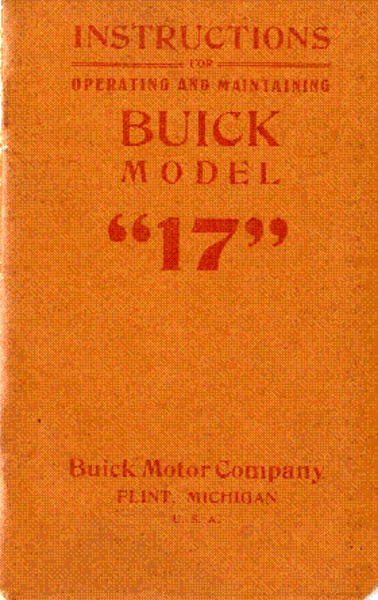 INSTRUCTIONS
FOR
OPERATING AND MAINTAINING
BUICK
MODEL
“17”
Buick Motor Company
FLINT, MICHIGAN
U. S. A.